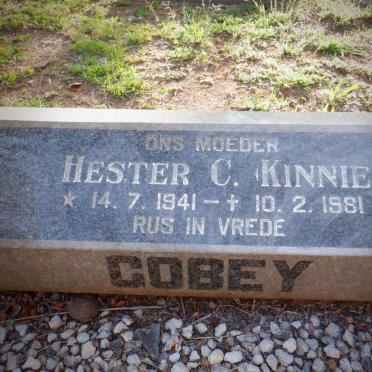 ONS MOEDER
HESTER C. (KINNIE
★ 14. 7. 1941 – ✝ 10. 2. 1981
RUS IN VREDE
COBEY